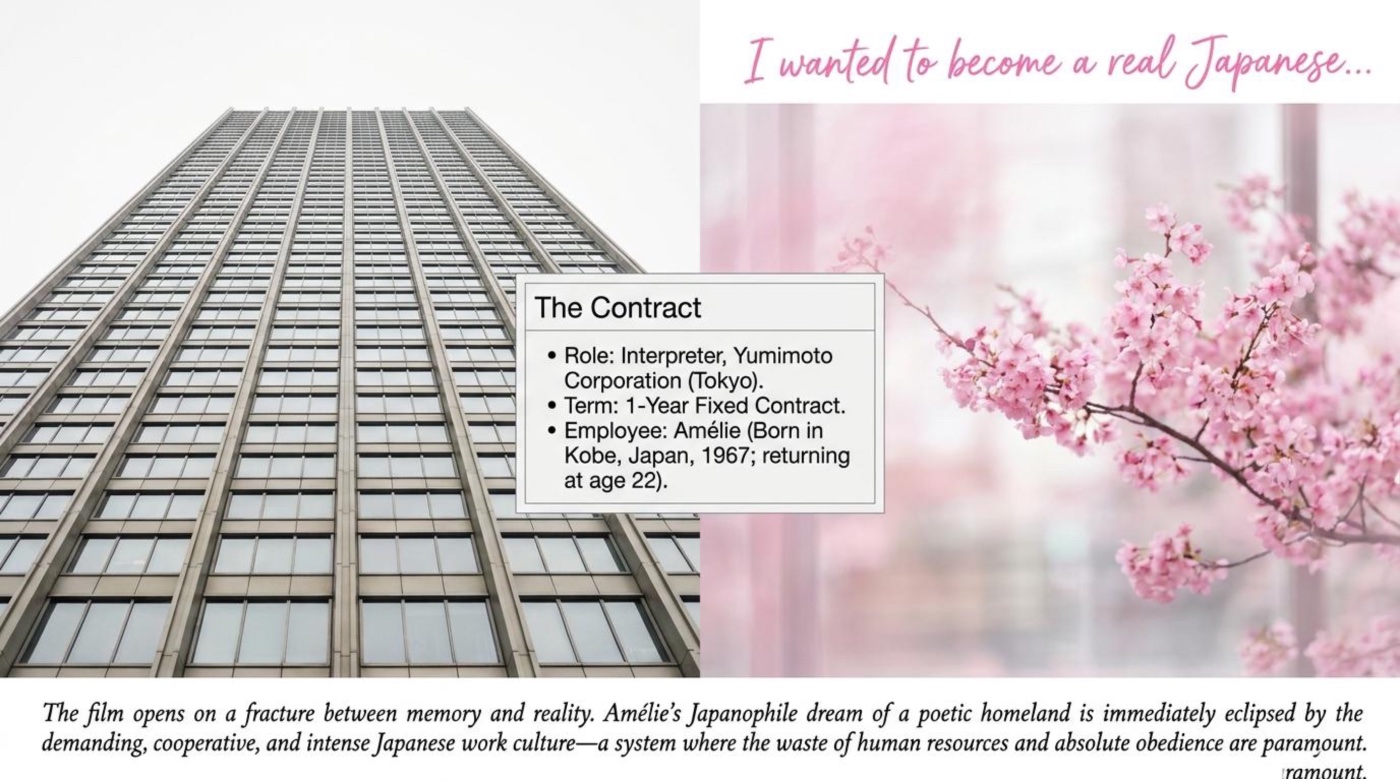 I wanted to become a real Japanese...
The Contract
• Role: Interpreter, Yumimoto
Corporation (Tokyo).
• Term: 1-Year Fixed Contract.
• Employee: Amélie (Born in
Kobe, Japan, 1967; returning
at age 22).
The film opens on a fracture between memory and reality. Amélie’s Japanophile dream of a poetic homeland is immediately eclipsed by the
demanding, cooperative, and intense Japanese work culture—a system where the waste of human resources and absolute obedience are paramount.
ramount.